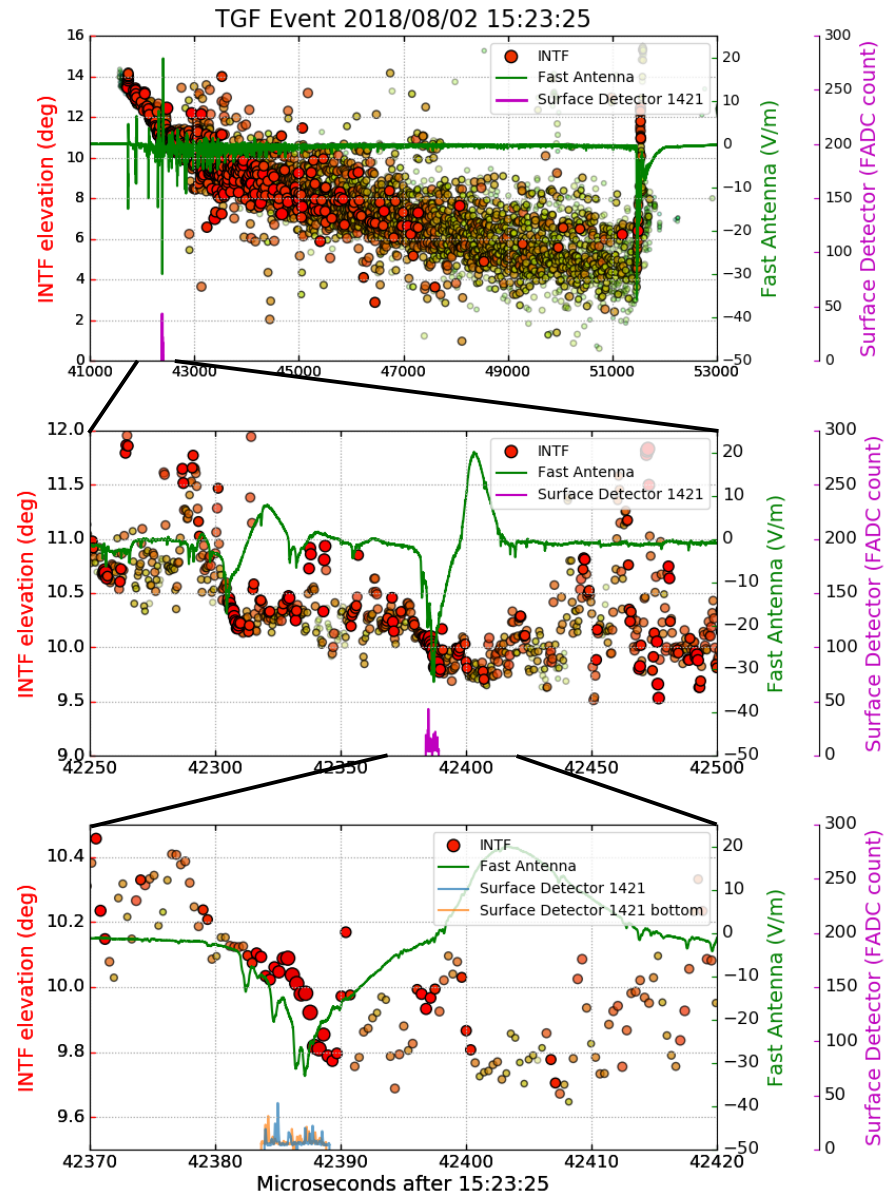 TGF Event 2018/08/02 15:23:25
INTF elevation (deg)
16
14
12
10
8
6
4
2
0
INTF
Fast Antenna
Surface Detector 1421
20
10
0
−10
−20
−30
−40
−50
Fast Antenna (V/m)
300
250
200
150
100
50
0
Surface Detector (FADC count)
41000 43000 45000 47000 49000 51000 53000
INTF elevation (deg)
12.0
11.5
11.0
10.5
10.0
9.5
9.0
INTF
Fast Antenna
Surface Detector 1421
20
10
0
−10
−20
−30
−40
−50
Fast Antenna (V/m)
300
250
200
150
100
50
0
Surface Detector (FADC count)
42250 42300 42350 42400 42450 42500
INTF elevation (deg)
10.4
10.2
10.0
9.8
9.6
INTF
Fast Antenna
Surface Detector 1421
Surface Detector 1421 bottom
20
10
0
−10
−20
−30
−40
−50
Fast Antenna (V/m)
300
250
200
150
100
50
0
Surface Detector (FADC count)
42370 42380 42390 42400 42410 42420
Microseconds after 15:23:25